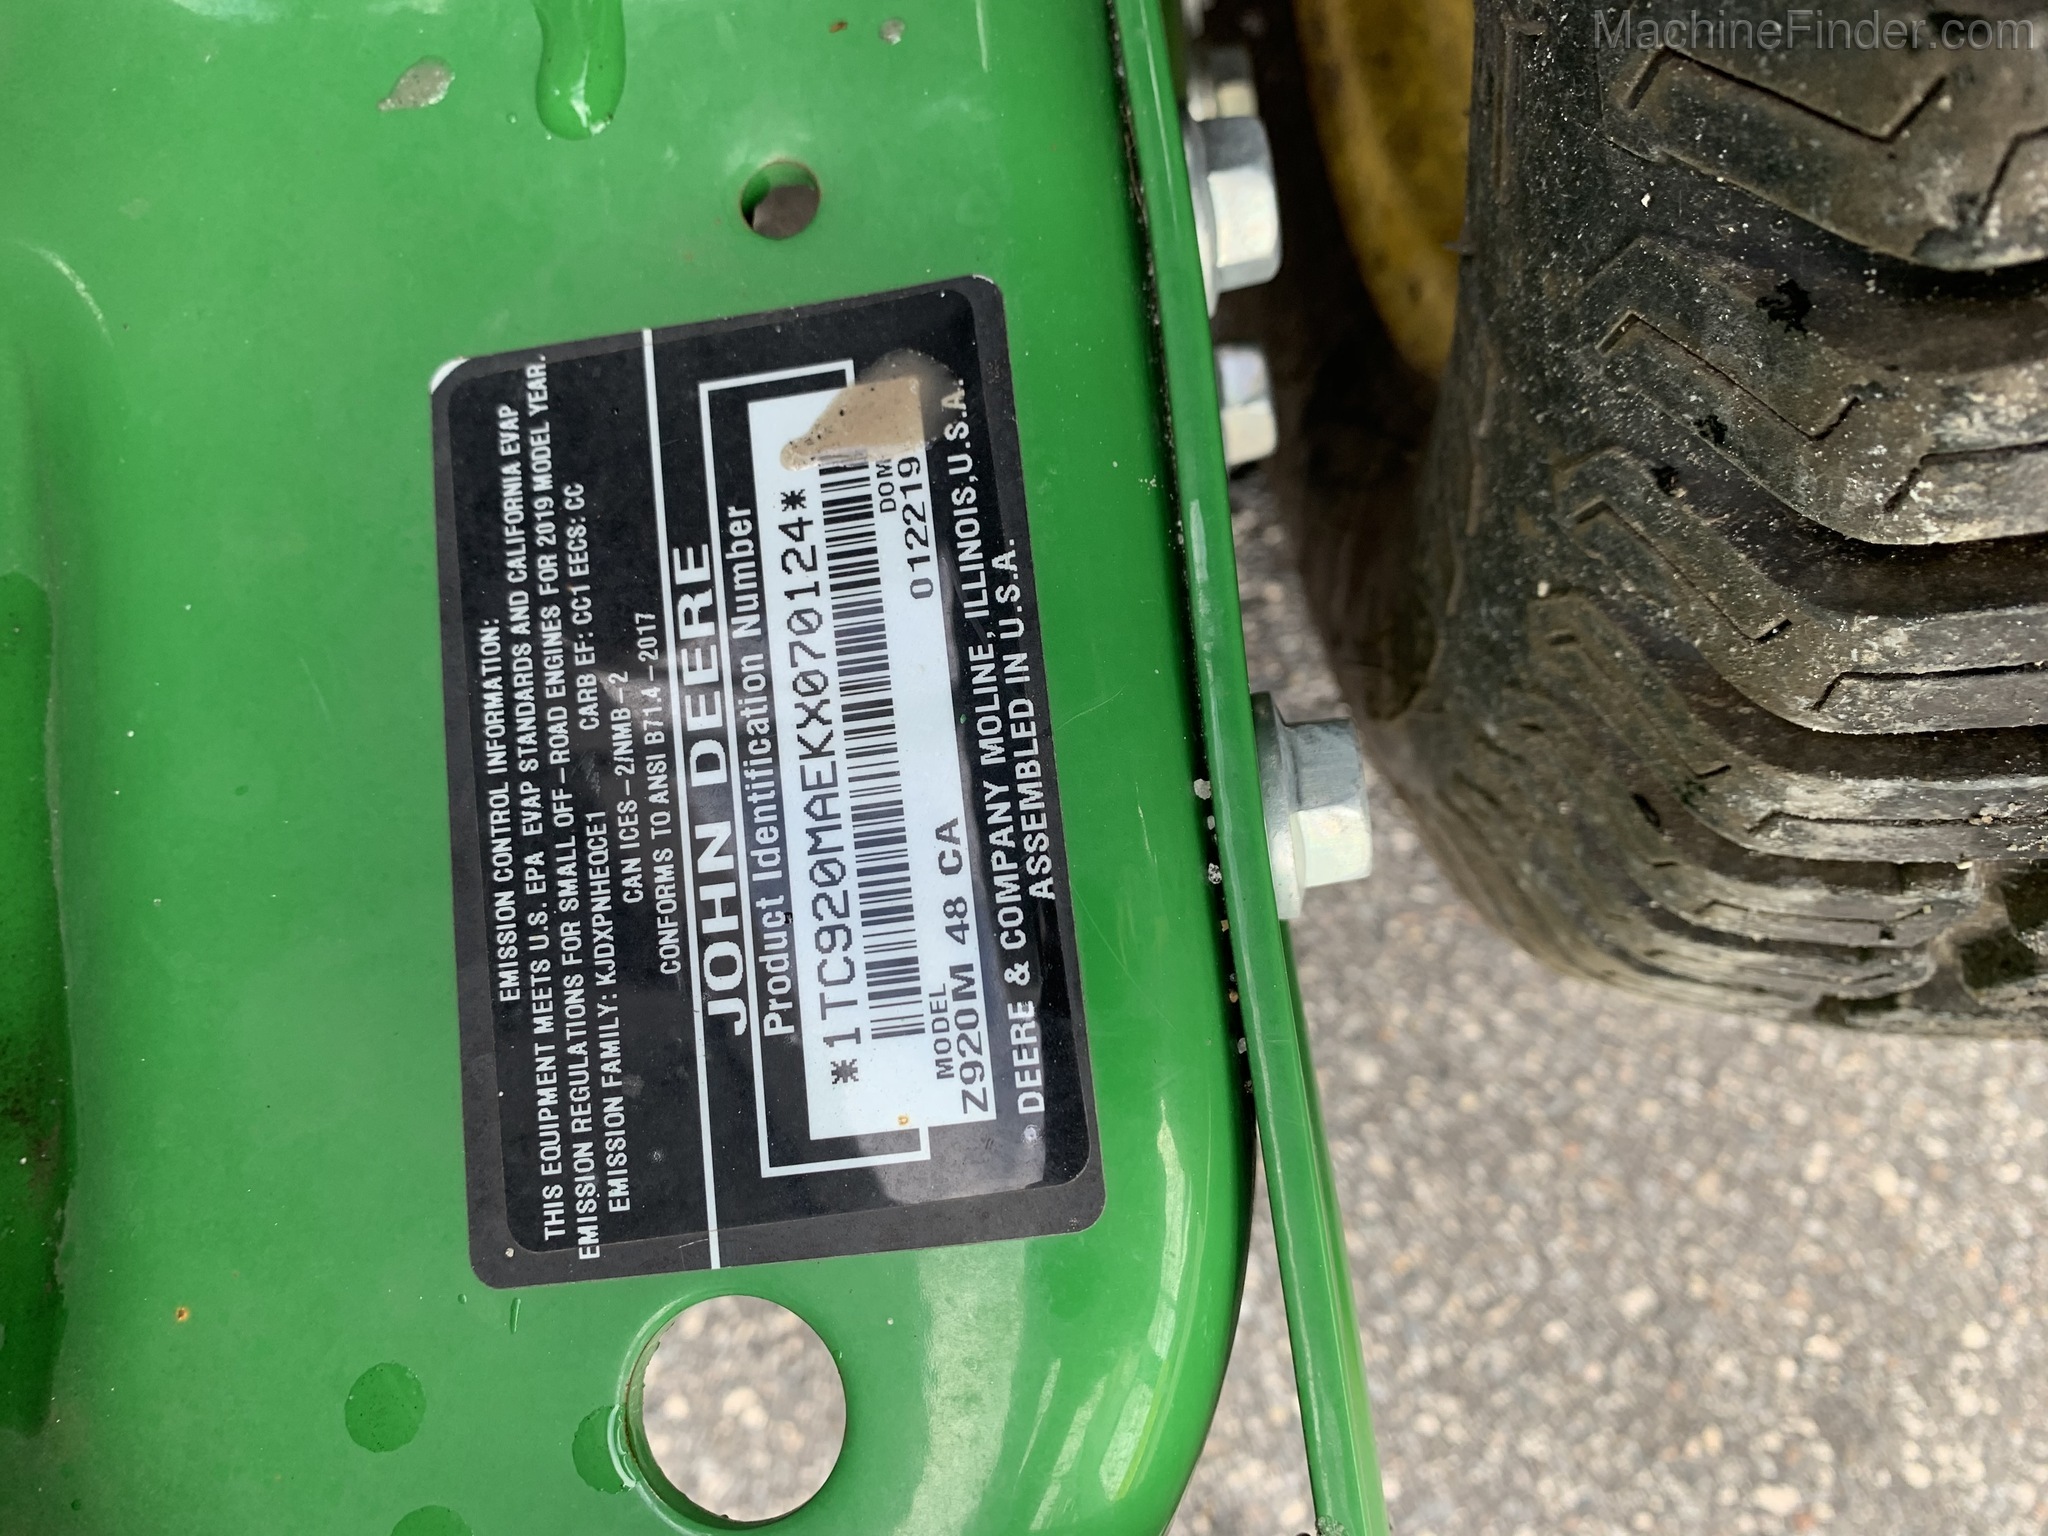 MachineFinder.com
EMISSION CONTROL INFORMATION:
THIS EQUIPMENT MEETS U.S. EPA EVAP STANDARDS AND CALIFORNIA EVAP
EMISSION REGULATIONS FOR SMALL OFF-ROAD ENGINES FOR 2019 MODEL YEAR.
EMISSION FAMILY: KJDXPNHEQCE1 CARB EF: CC1 EECS: CC
CAN ICES-2/NMB-2
CONFORMS TO ANSI B71.4-2017
JOHN DEERE
Product Identification Number
*1TC920MAEKX070124*
MODEL DOM
Z920M 48 CA 012219
DEERE & COMPANY MOLINE, ILLINOIS,U.S.A.
ASSEMBLED IN U.S.A.